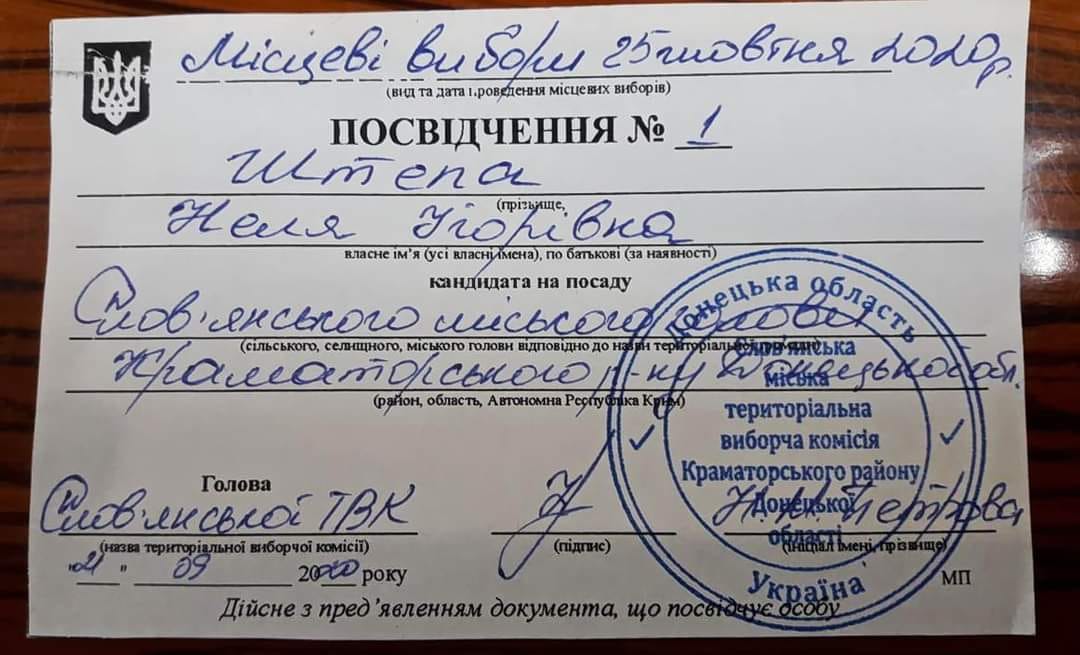 Місцеві вибори 25 жовтня 2020р.
(вид та дата проведення місцевих виборів)
ПОСВІДЧЕННЯ № 1
Штепа
(прізвище,
Неля Ігорівна
власне ім’я (усі власні імена), по батькові (за наявності)
кандидата на посаду
Слов'янського міського голови
(сільського, селищного, міського голови відповідно до назви територіальної громади)
Краматорського р-ну Донецької обл.
(район, область, Автономна Республіка Крим)
Донецька область
Слов'янська
міська
територіальна
виборча комісія
Краматорського району
Донецької
області
Україна
Голова
Слов'янської ТВК
Н.М. Петрова
(назва територіальної виборчої комісії)
(підпис)
(ініціал імені, прізвище)
"21" 09 2020 року
МП
Дійсне з пред’явленням документа, що посвідчує особу